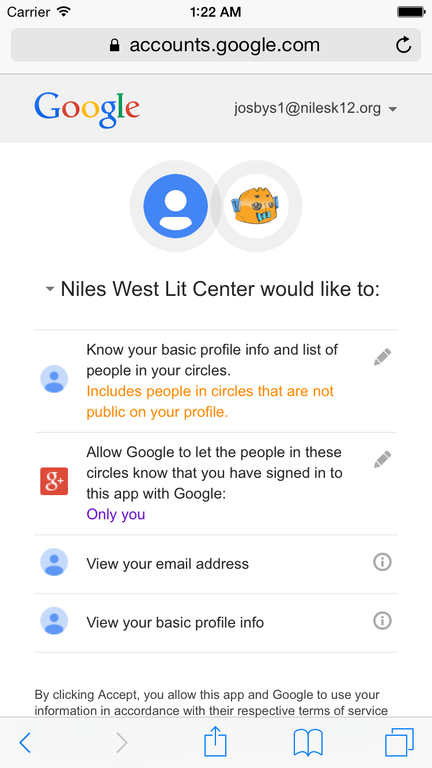 Carrier 1:22 AM
accounts.google.com
Google josbys1@nilesk12.org
Niles West Lit Center would like to:
Know your basic profile info and list of
people in your circles.
Includes people in circles that are not
public on your profile.
Allow Google to let the people in these
circles know that you have signed in to
this app with Google:
Only you
g+
View your email address
View your basic profile info
By clicking Accept, you allow this app and Google to use your
information in accordance with their respective terms of service